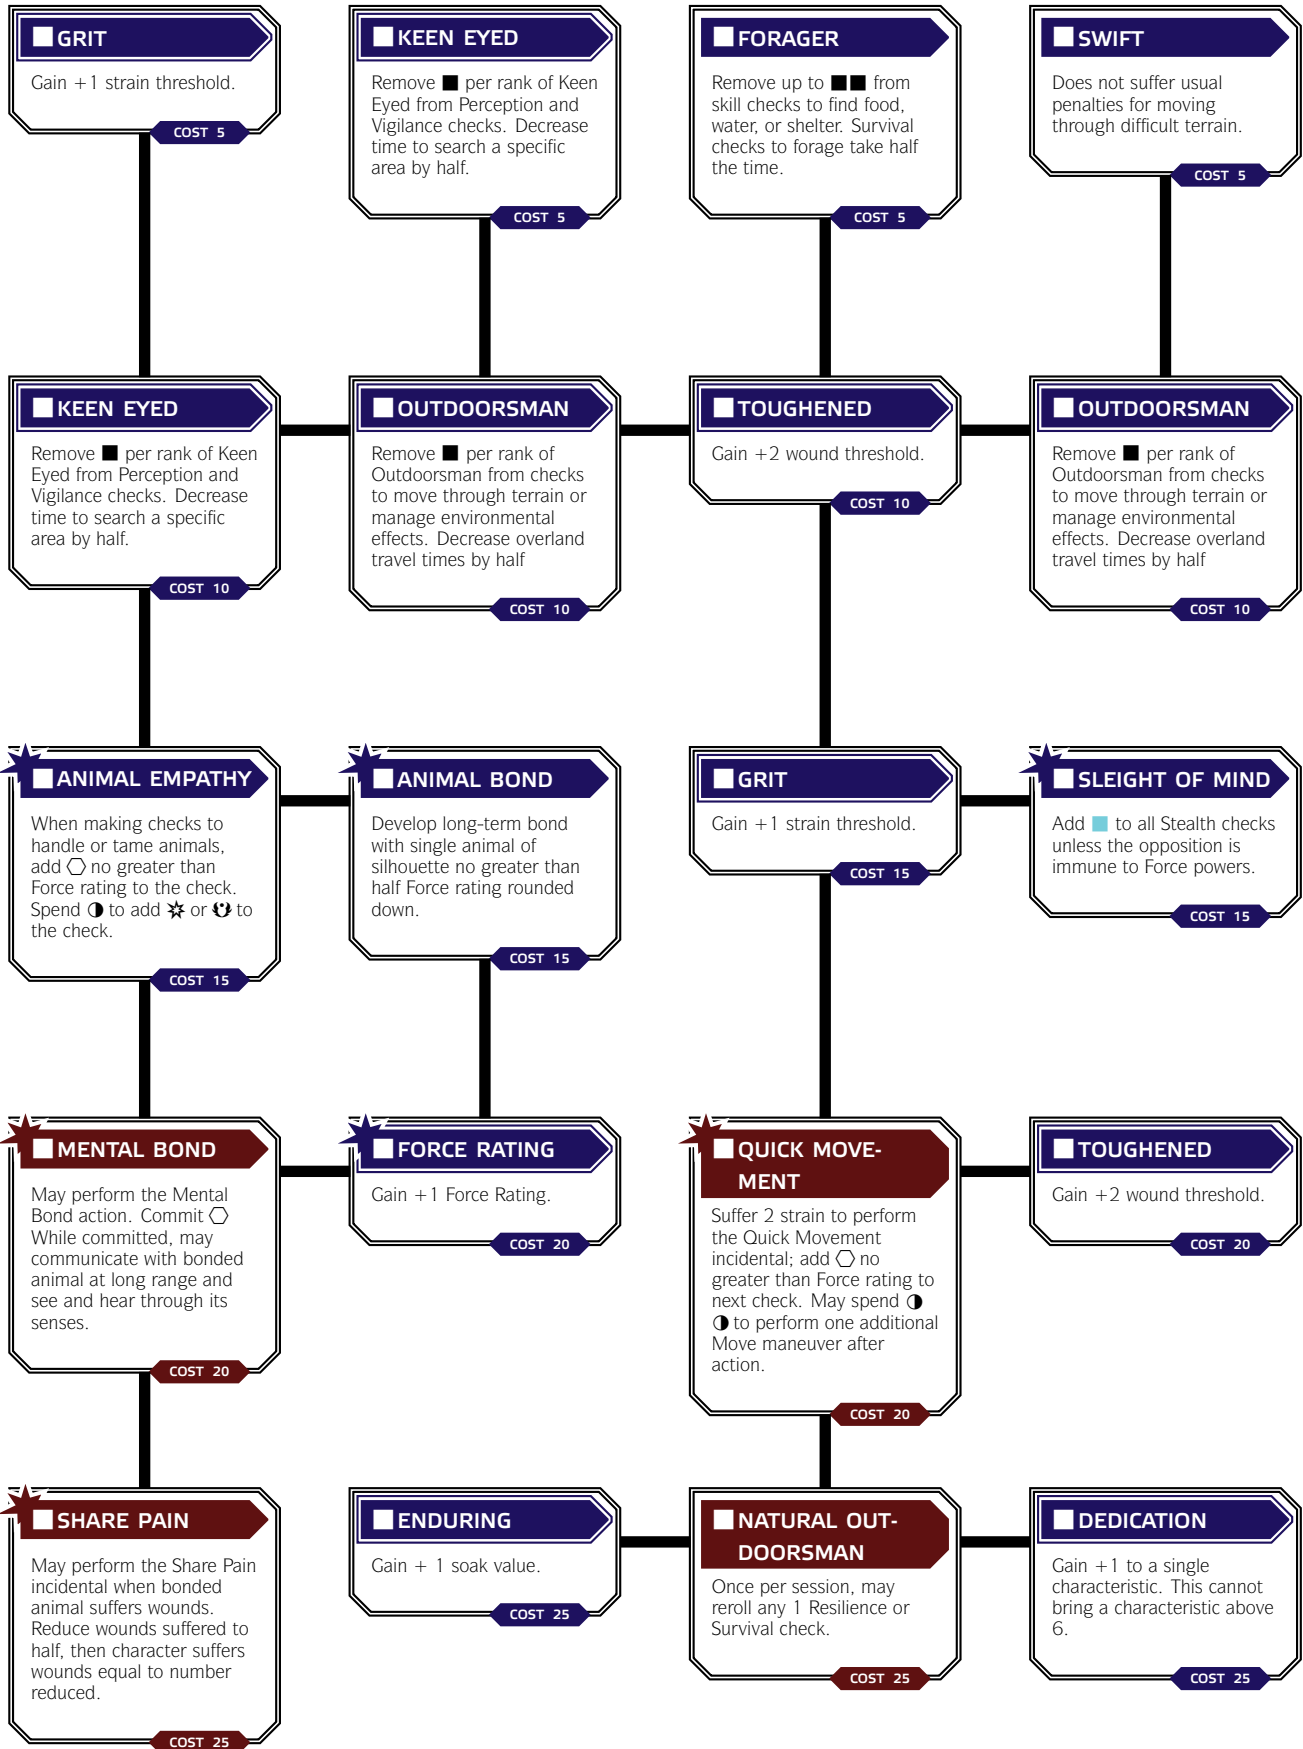 GRIT
Gain +1 strain threshold.
COST 5
KEEN EYED
Remove ■ per rank of Keen
Eyed from Perception and
Vigilance checks. Decrease
time to search a specific
area by half.
COST 5
FORAGER
Remove up to ■■ from
skill checks to find food,
water, or shelter. Survival
checks to forage take half
the time.
COST 5
SWIFT
Does not suffer usual
penalties for moving
through difficult terrain.
COST 5
KEEN EYED
Remove ■ per rank of Keen
Eyed from Perception and
Vigilance checks. Decrease
time to search a specific
area by half.
COST 10
OUTDOORSMAN
Remove ■ per rank of
Outdoorsman from checks
to move through terrain or
manage environmental
effects. Decrease overland
travel times by half
COST 10
TOUGHENED
Gain +2 wound threshold.
COST 10
OUTDOORSMAN
Remove ■ per rank of
Outdoorsman from checks
to move through terrain or
manage environmental
effects. Decrease overland
travel times by half
COST 10
ANIMAL EMPATHY
When making checks to
handle or tame animals,
add ⬡ no greater than
Force rating to the check.
Spend ◑ to add or to
the check.
COST 15
ANIMAL BOND
Develop long-term bond
with single animal of
silhouette no greater than
half Force rating rounded
down.
COST 15
GRIT
Gain +1 strain threshold.
COST 15
SLEIGHT OF MIND
Add ■ to all Stealth checks
unless the opposition is
immune to Force powers.
COST 15
MENTAL BOND
May perform the Mental
Bond action. Commit ⬡
While committed, may
communicate with bonded
animal at long range and
see and hear through its
senses.
COST 20
FORCE RATING
Gain +1 Force Rating.
COST 20
QUICK MOVE-
MENT
Suffer 2 strain to perform
the Quick Movement
incidental; add ⬡ no
greater than Force rating to
next check. May spend ◑
◑ to perform one additional
Move maneuver after
action.
COST 20
TOUGHENED
Gain +2 wound threshold.
COST 20
SHARE PAIN
May perform the Share Pain
incidental when bonded
animal suffers wounds.
Reduce wounds suffered to
half, then character suffers
wounds equal to number
reduced.
COST 25
ENDURING
Gain + 1 soak value.
COST 25
NATURAL OUT-
DOORSMAN
Once per session, may
reroll any 1 Resilience or
Survival check.
COST 25
DEDICATION
Gain +1 to a single
characteristic. This cannot
bring a characteristic above
6.
COST 25